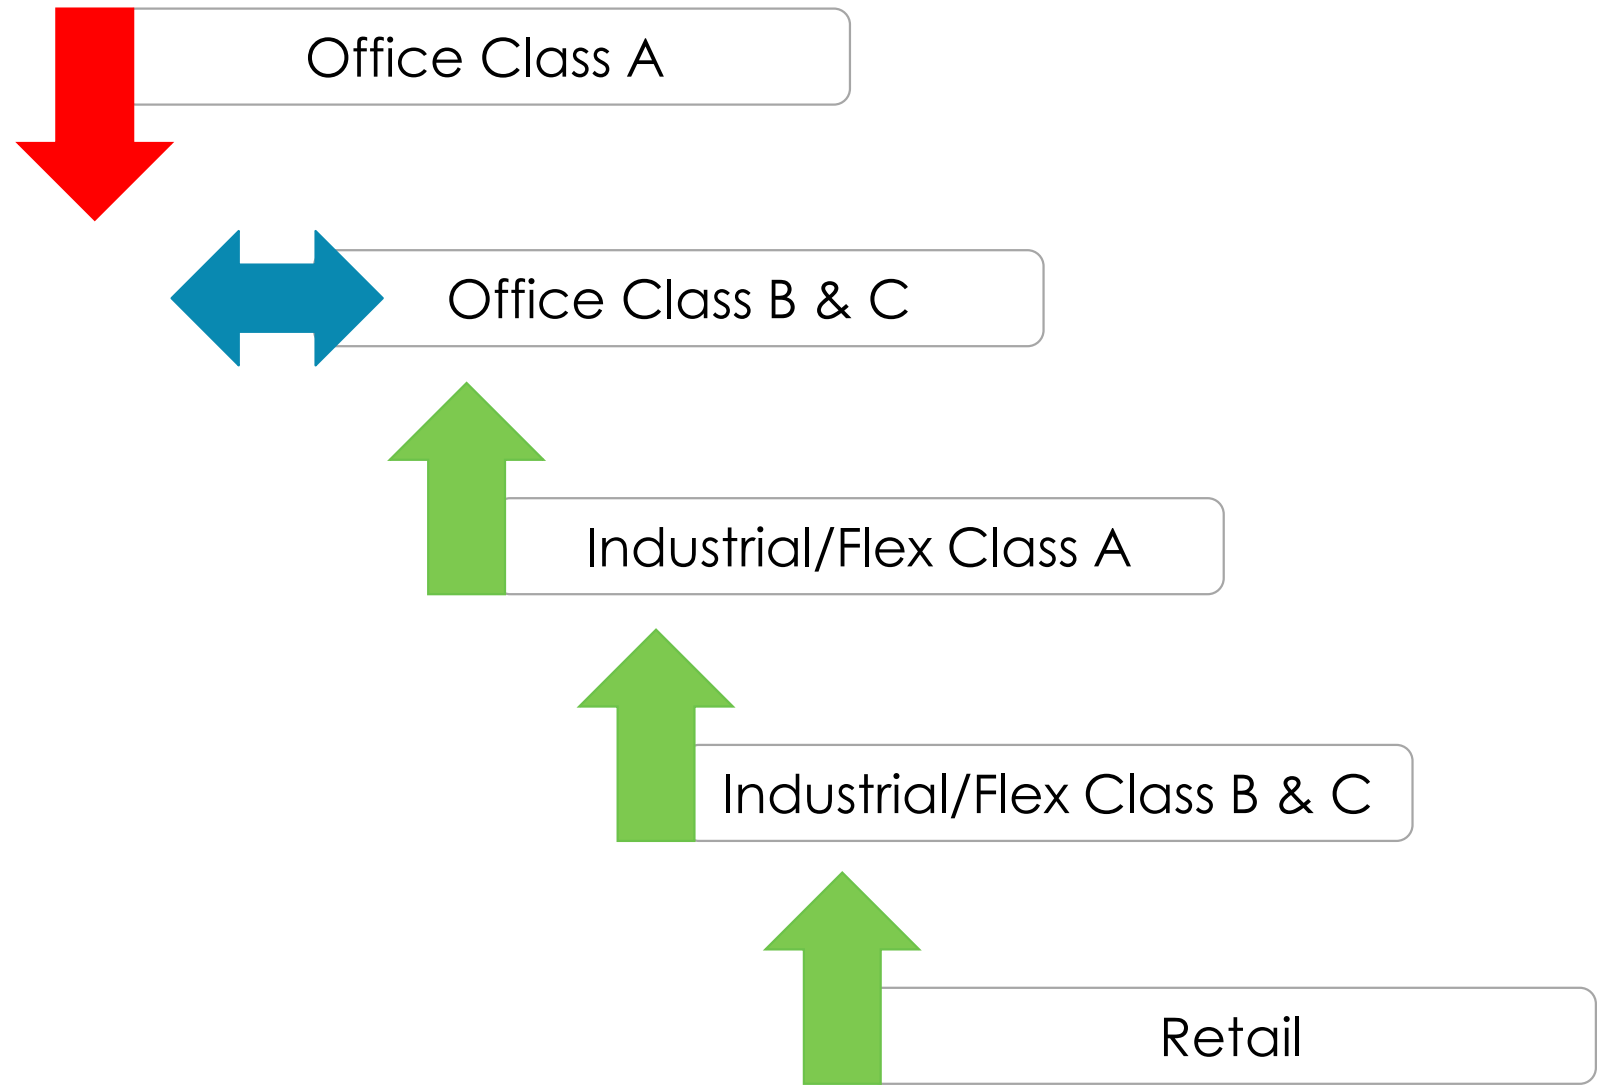 Office Class A
Office Class B & C
Industrial/Flex Class A
Industrial/Flex Class B & C
Retail